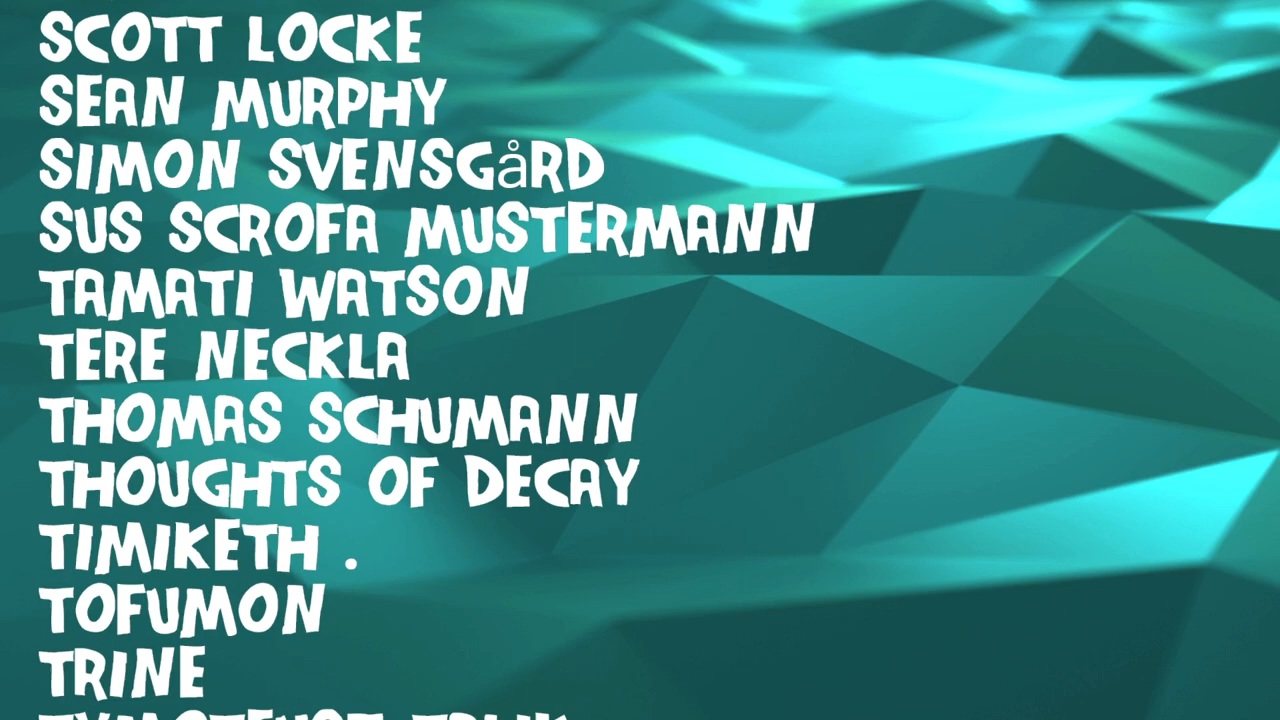 SCOTT LOCKE
SEAN MURPHY
SIMON SVENSGåRD
SUS SCROFA MUSTERMANN
TAMATI WATSON
TERE NECKLA
THOMAS SCHUMANN
THOUGHTS OF DECAY
TIMIKETH .
TOFUMON
TRINE